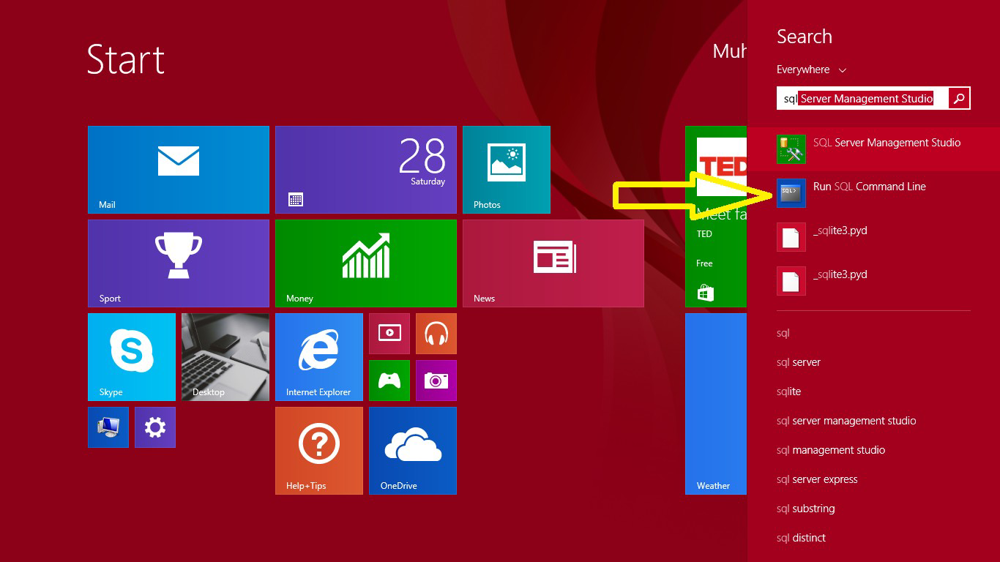 Start
Muh
Mail
28
Saturday
Photos
TED
Meet fa
TED
Free
Sport
Money
News
Skype
Desktop
Internet Explorer
Help+Tips
OneDrive
Weather
Search
Everywhere
sql Server Management Studio
SQL Server Management Studio
SQL>
Run SQL Command Line
_sqlite3.pyd
_sqlite3.pyd
sql
sql server
sqlite
sql server management studio
sql management studio
sql server express
sql substring
sql distinct